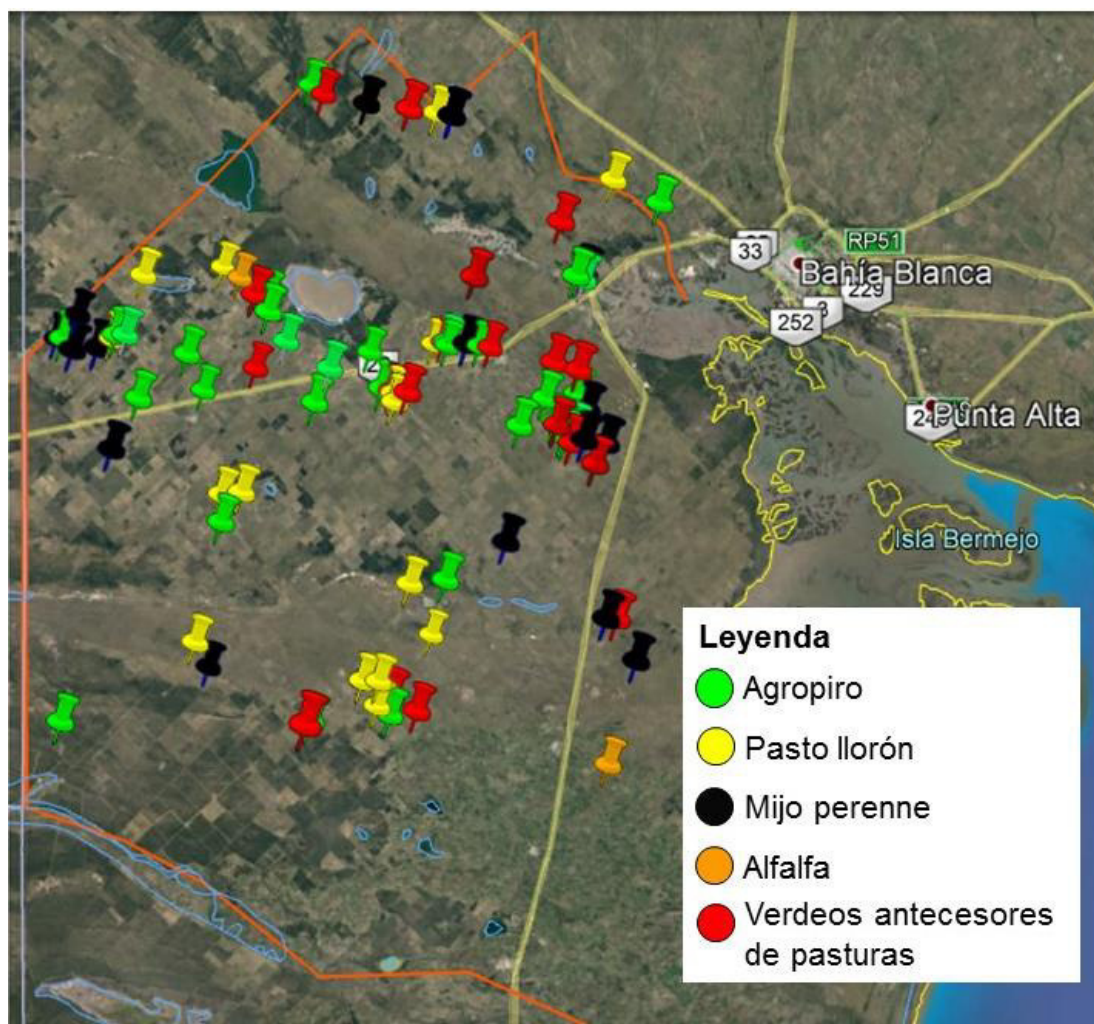 RP51
33
Bahía Blanca
229
3
252
Punta Alta
Isla Bermejo
Leyenda
Agropiro
Pasto llorón
Mijo perenne
Alfalfa
Verdeos antecesores
de pasturas